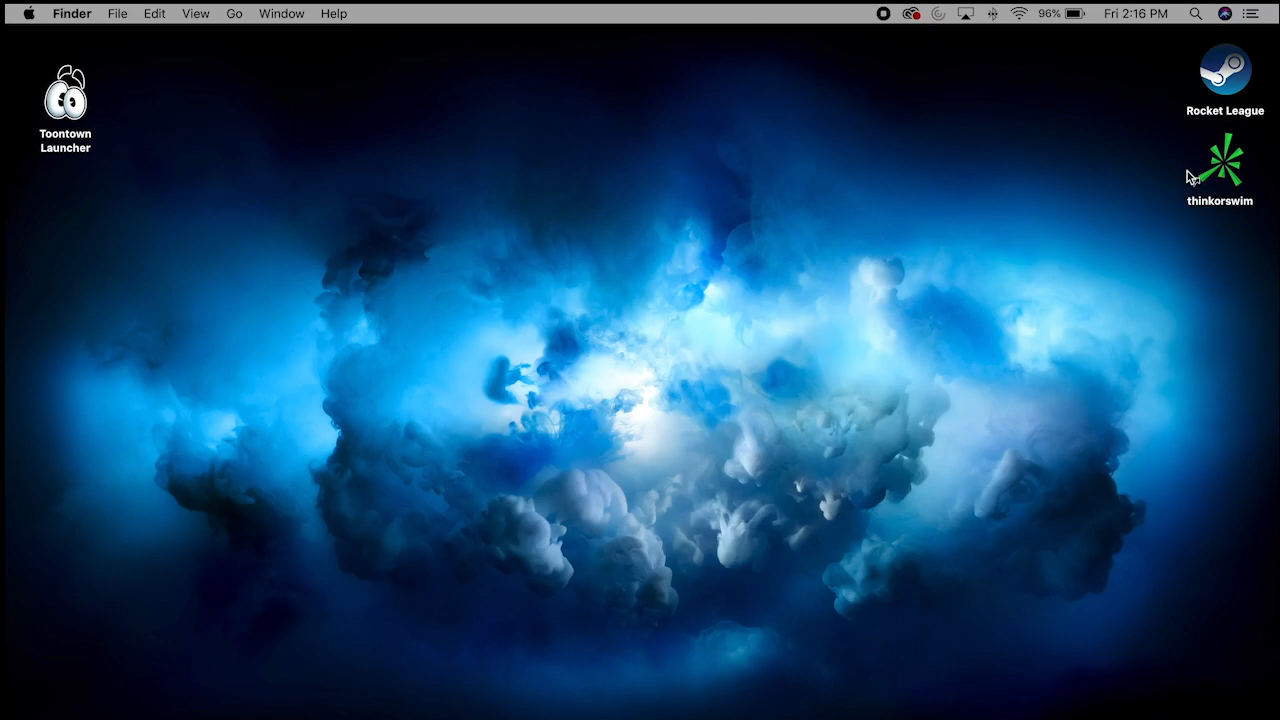 Finder File Edit View Go Window Help 96% Fri 2:16 PM
Toontown
Launcher
Rocket League
thinkorswim